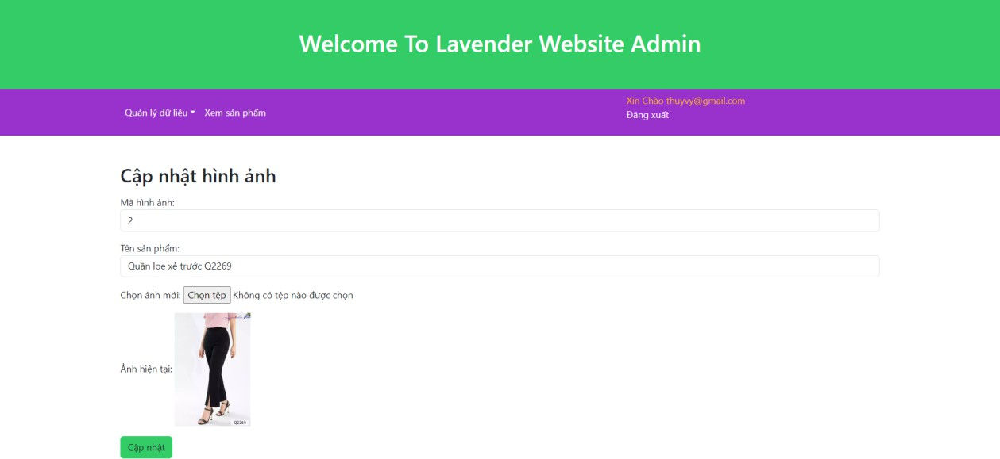 Welcome To Lavender Website Admin
Quản lý dữ liệu Xem sản phẩm
Xin Chào thuyvy@gmail.com
Đăng xuất
Cập nhật hình ảnh
Mã hình ảnh:
2
Tên sản phẩm:
Quần loe xẻ trước Q2269
Chọn ảnh mới: Chọn tệp Không có tệp nào được chọn
Ảnh hiện tại:
Q2269
Cập nhật